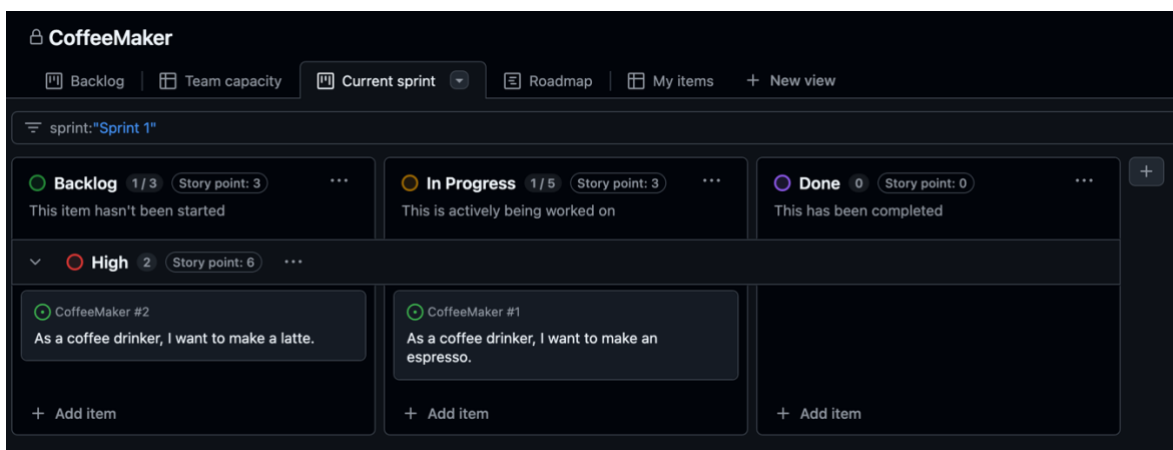 CoffeeMaker
Backlog Team capacity Current sprint Roadmap My items + New view
sprint:"Sprint 1"
Backlog 1 / 3 Story point: 3 ··· In Progress 1 / 5 Story point: 3 ··· Done 0 Story point: 0 ··· +
This item hasn't been started This is actively being worked on This has been completed
High 2 Story point: 6 ···
CoffeeMaker #2
As a coffee drinker, I want to make a latte.
+ Add item
CoffeeMaker #1
As a coffee drinker, I want to make an
espresso.
+ Add item
+ Add item